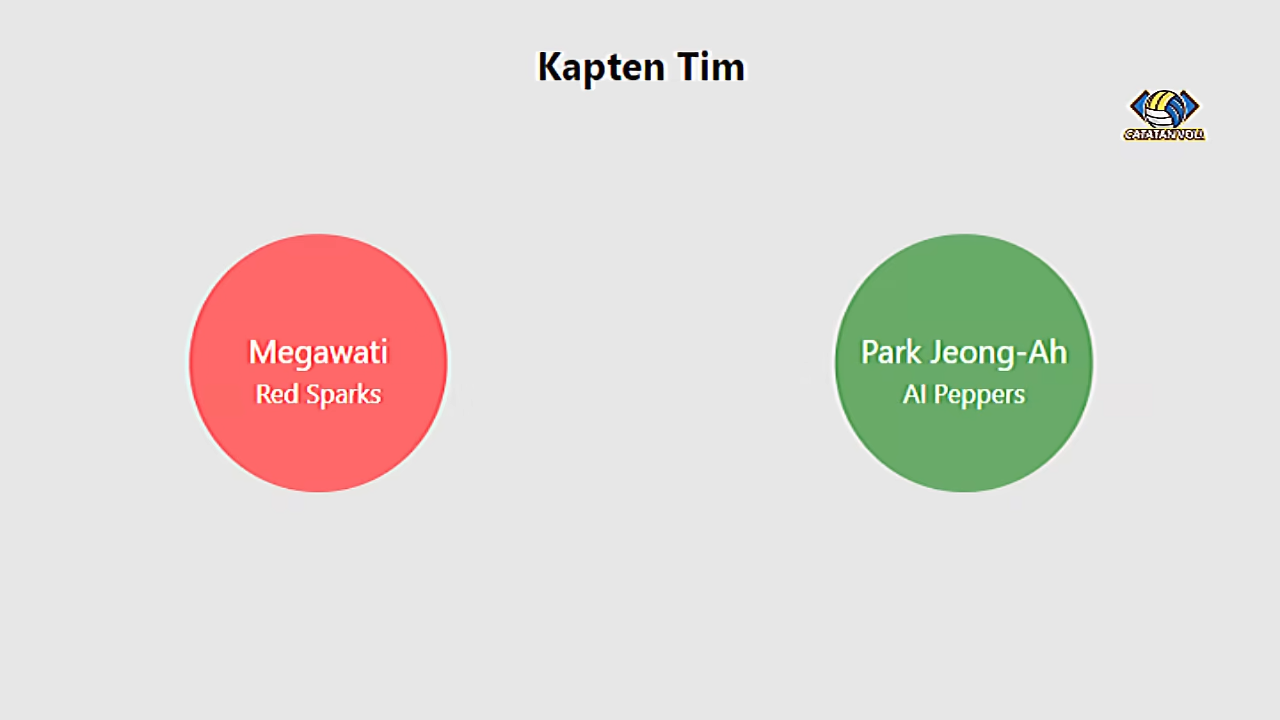 Kapten Tim
CATATAN VOLI
Megawati
Red Sparks
Park Jeong-Ah
AI Peppers